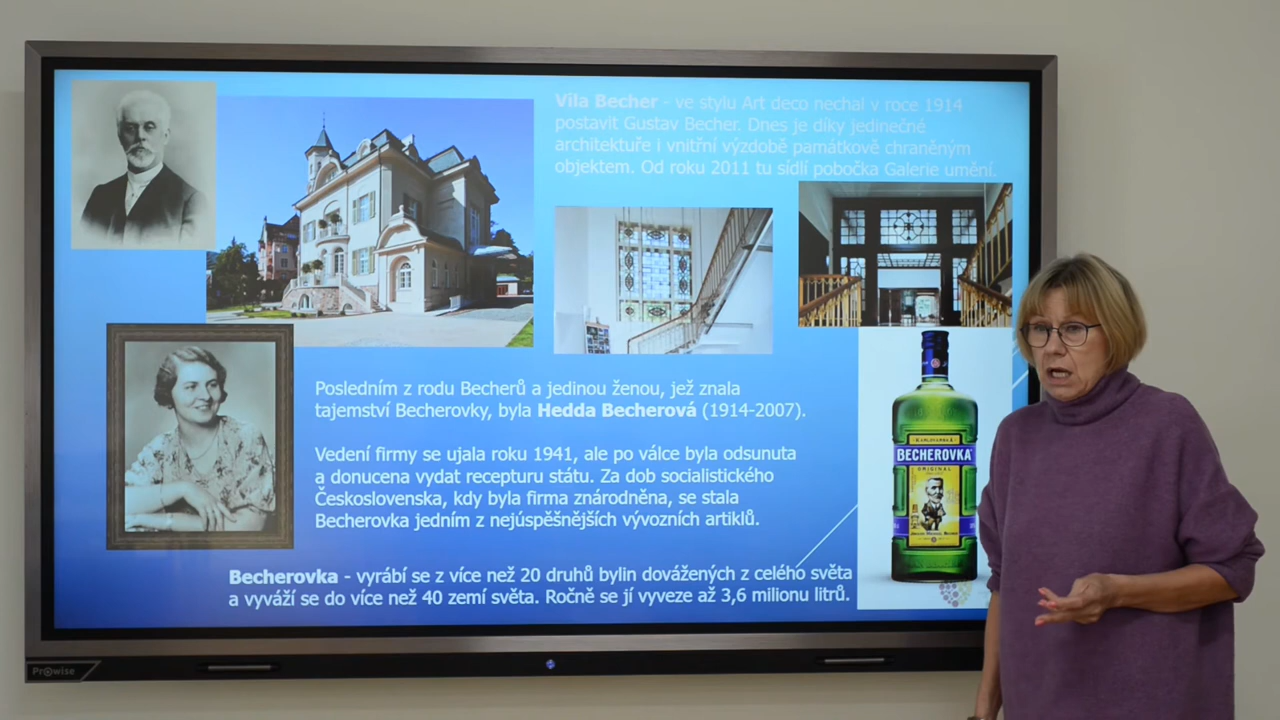 Vila Becher - ve stylu Art deco nechal v roce 1914
postavit Gustav Becher. Dnes je díky jedinečné
architektuře i vnitřní výzdobě památkově chráněným
objektem. Od roku 2011 tu sídlí pobočka Galerie umění.
Posledním z rodu Becherů a jedinou ženou, jež znala
tajemství Becherovky, byla Hedda Becherová (1914-2007).
Vedení firmy se ujala roku 1941, ale po válce byla odsunuta
a donucena vydat recepturu státu. Za dob socialistického
Československa, kdy byla firma znárodněna, se stala
Becherovka jedním z nejúspěšnějších vývozních artiklů.
Becherovka - vyrábí se z více než 20 druhů bylin dovážených z celého světa
a vyváží se do více než 40 zemí světa. Ročně se jí vyveze až 3,6 milionu litrů.
BECHEROVKA
ORIGINAL
Prowise